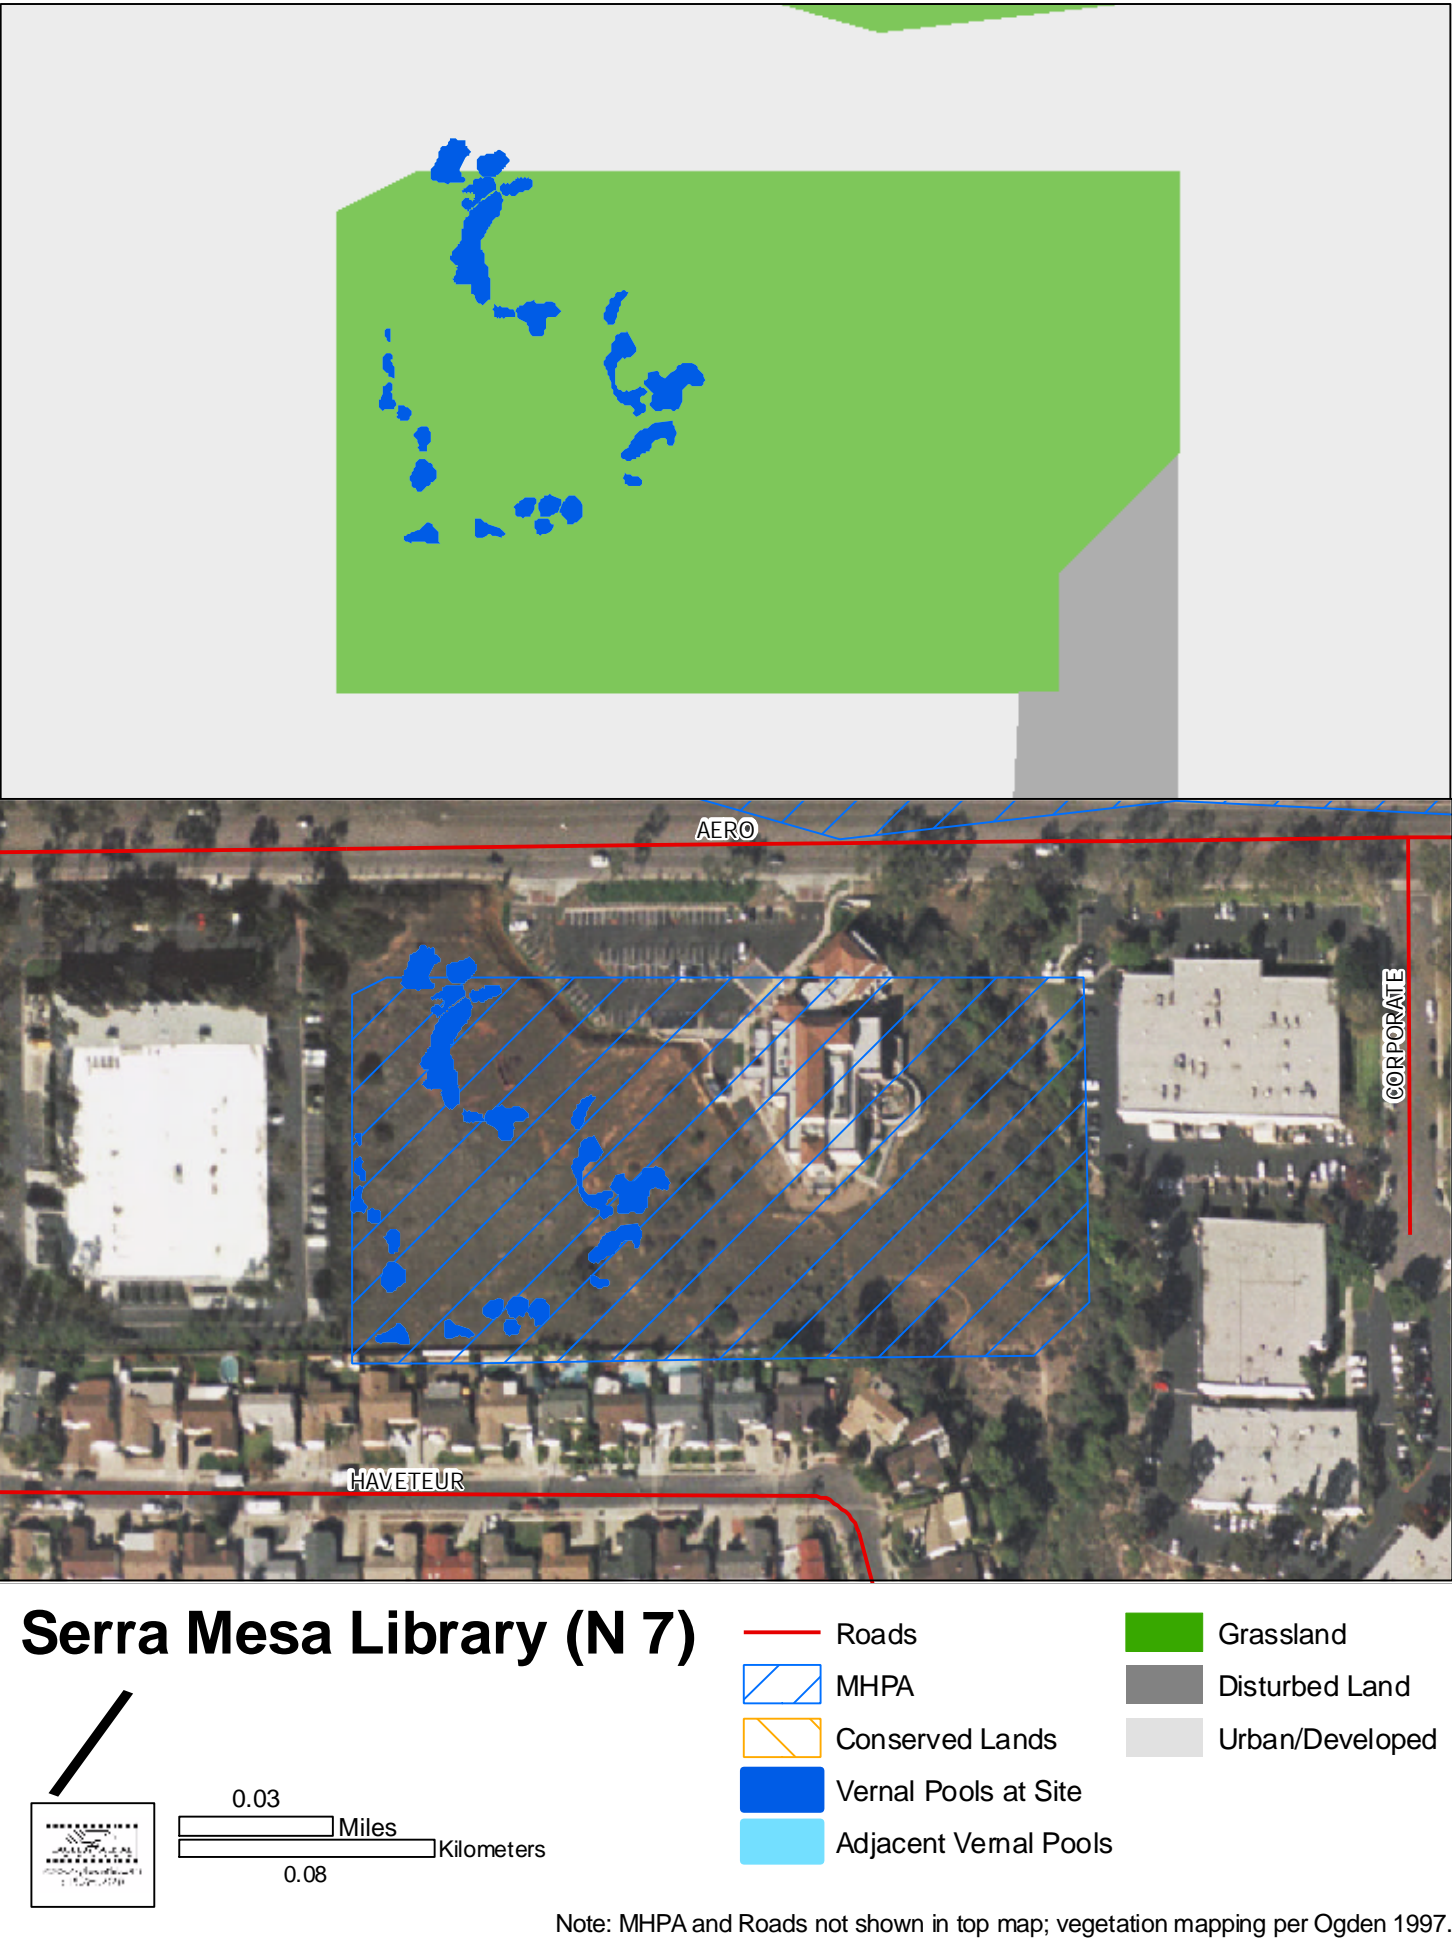 AERO
CORPORATE
HAVETEUR
Serra Mesa Library (N 7)
0.03
Miles
Kilometers
0.08
Roads
MHPA
Conserved Lands
Vernal Pools at Site
Adjacent Vernal Pools
Grassland
Disturbed Land
Urban/Developed
Note: MHPA and Roads not shown in top map; vegetation mapping per Ogden 1997.